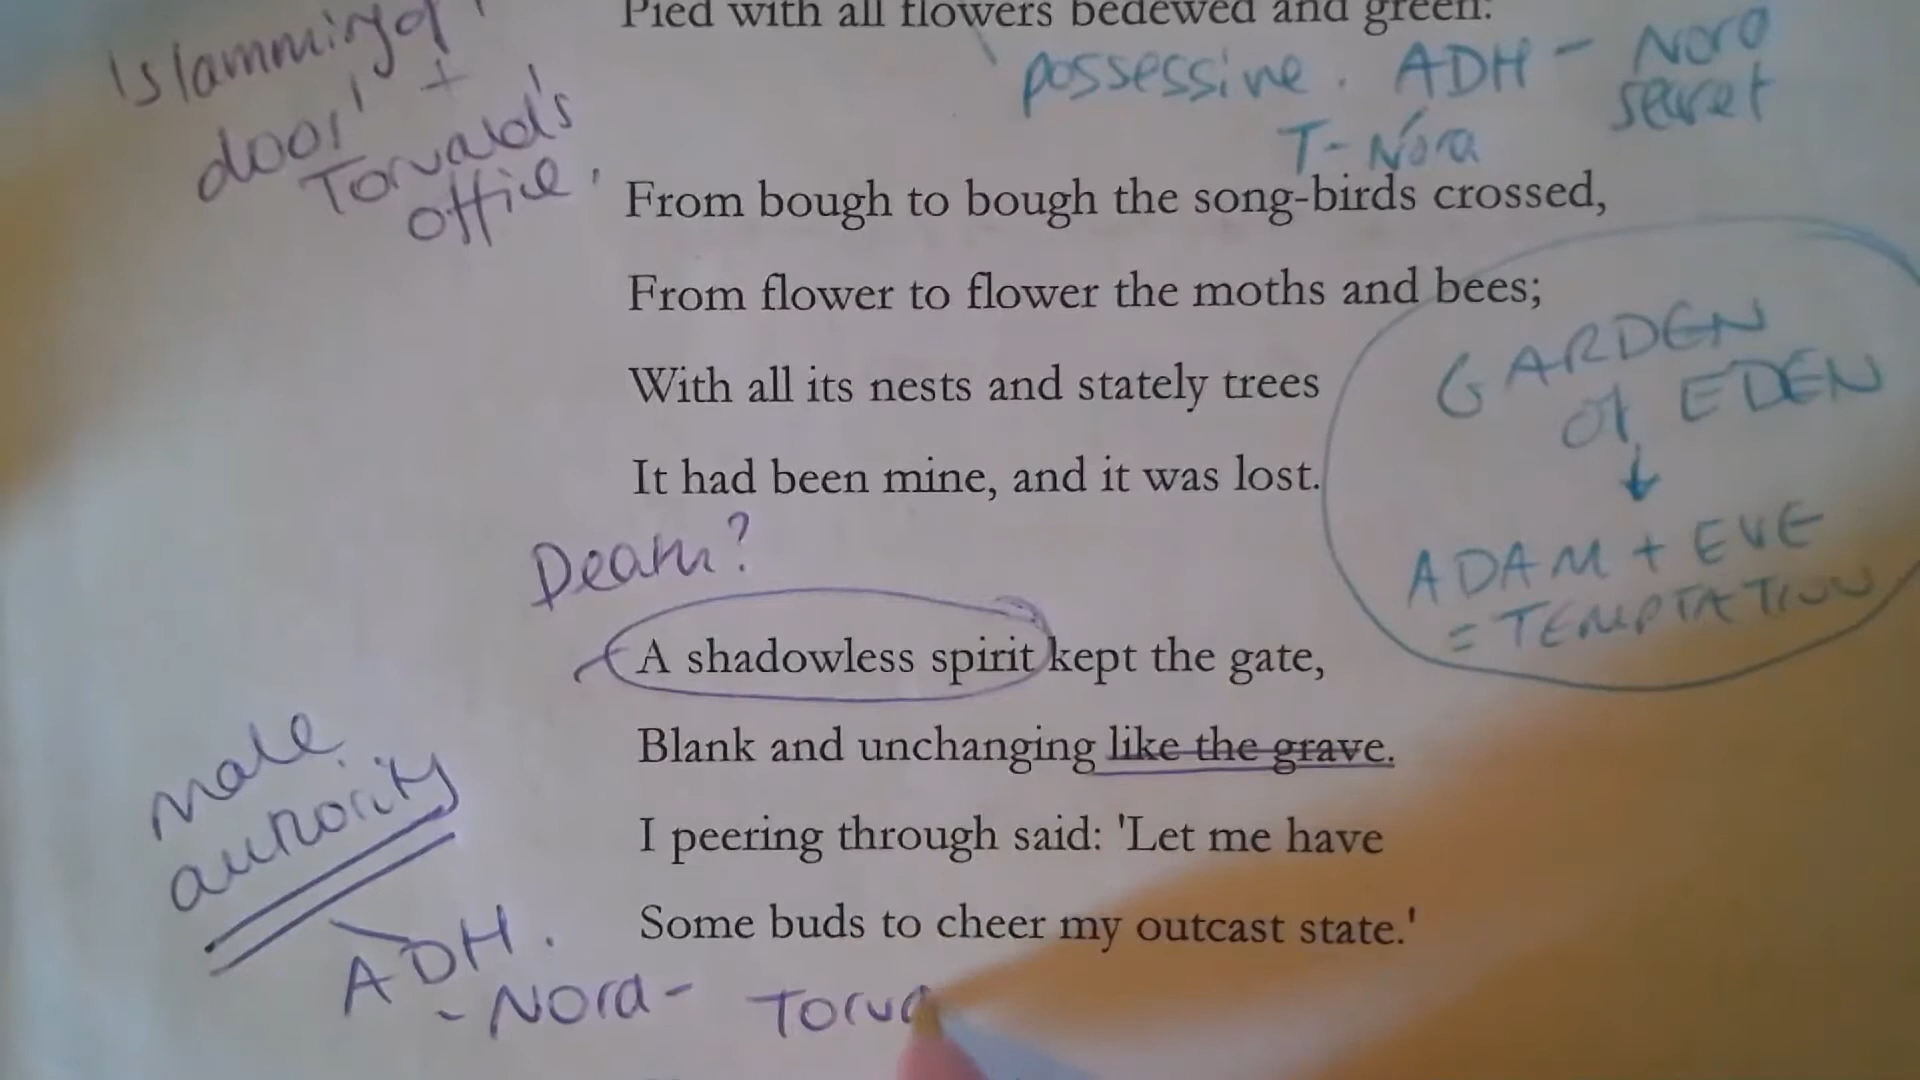 Pied with all flowers bedewed and green:
'slamming of
door' +
Torvald's
office.
possessive. ADH - Nora
secret
T - Nora
From bough to bough the song-birds crossed,
From flower to flower the moths and bees;
With all its nests and stately trees
It had been mine, and it was lost.
GARDEN
of EDEN
↓
ADAM + EVE
= TEMPTATION
Death?
A shadowless spirit kept the gate,
Blank and unchanging like the grave.
I peering through said: 'Let me have
Some buds to cheer my outcast state.'
male
authority
ADH.
- Nora - Torva